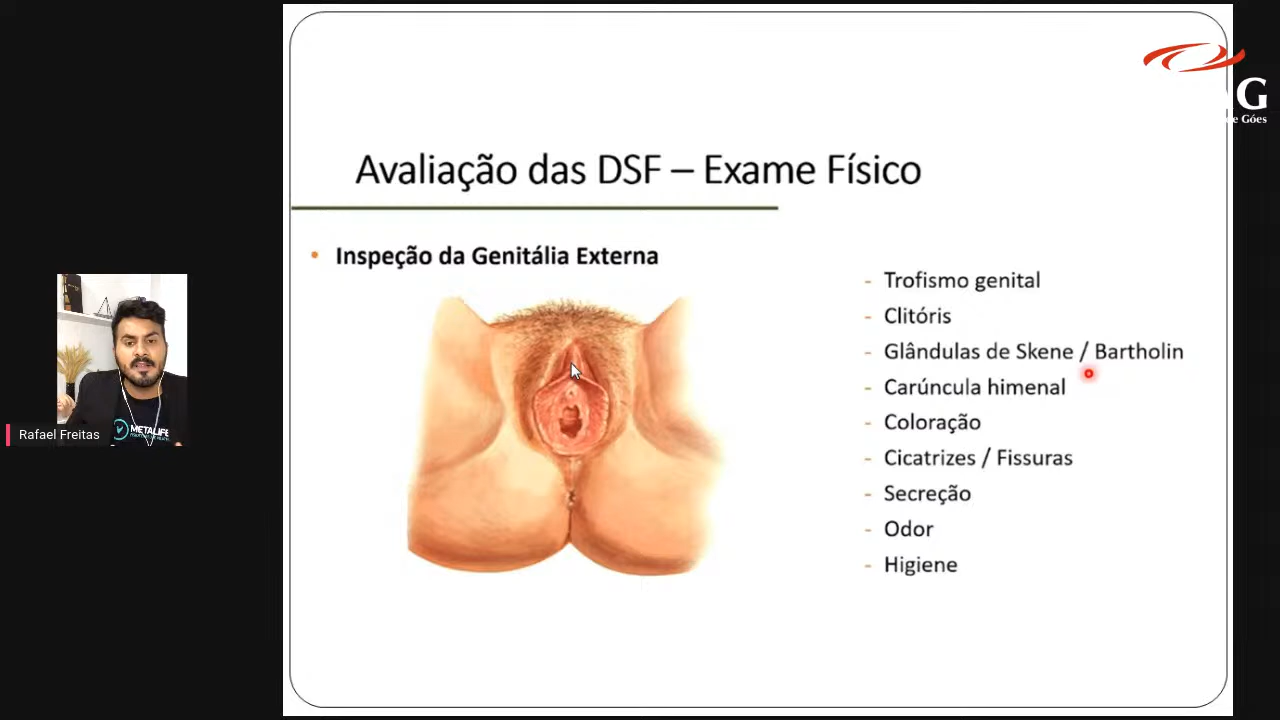 G
de Góes
Avaliação das DSF – Exame Físico
• Inspeção da Genitália Externa
- Trofismo genital
- Clitóris
- Glândulas de Skene / Bartholin
- Carúncula himenal
- Coloração
- Cicatrizes / Fissuras
- Secreção
- Odor
- Higiene
METALIFE
Rafael Freitas